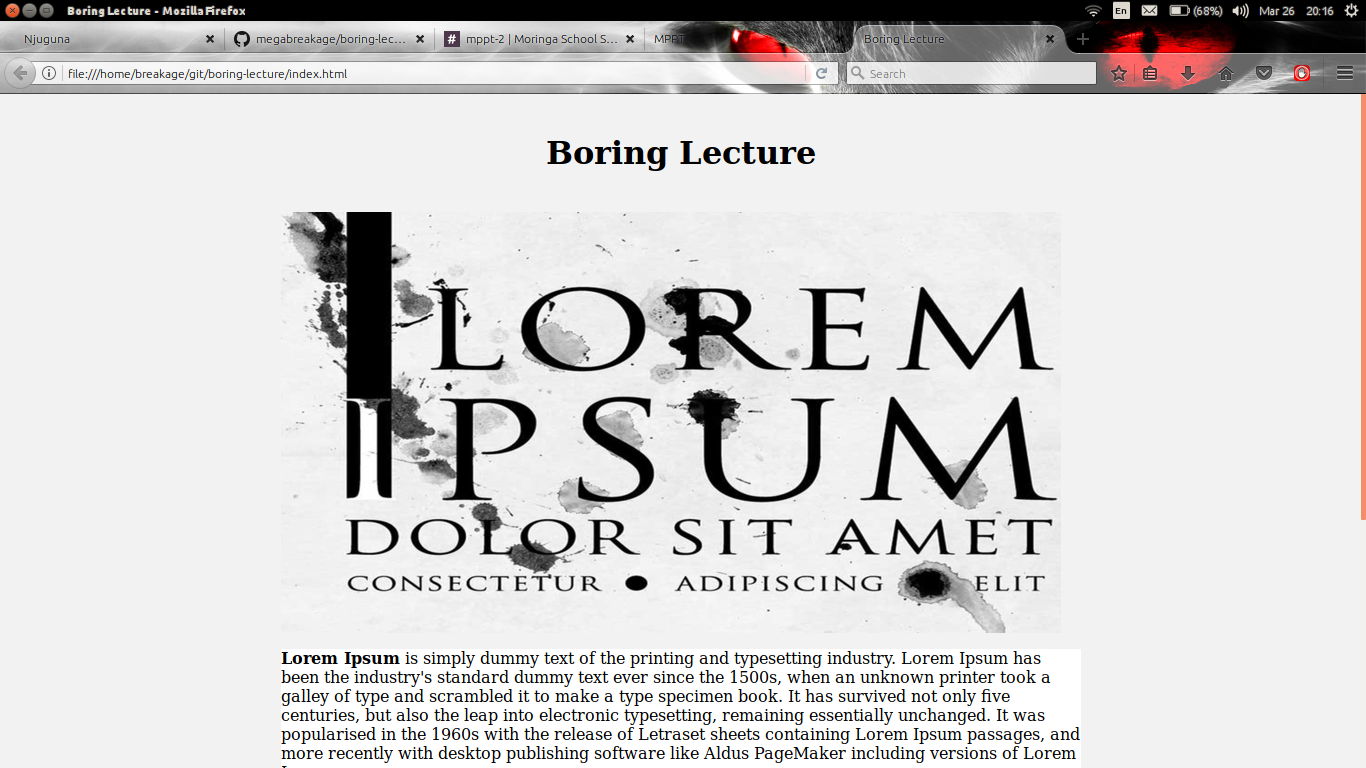 Boring Lecture - Mozilla Firefox
En
(68%)
Mar 26
20:16
Njuguna
megabreakage/boring-lec...
mppt-2 | Moringa School S...
MPPT
Boring Lecture
file:///home/breakage/git/boring-lecture/index.html
Search
Boring Lecture
LOREM
IPSUM
DOLOR SIT AMET
CONSECTETUR • ADIPISCING ELIT
Lorem Ipsum is simply dummy text of the printing and typesetting industry. Lorem Ipsum has
been the industry's standard dummy text ever since the 1500s, when an unknown printer took a
galley of type and scrambled it to make a type specimen book. It has survived not only five
centuries, but also the leap into electronic typesetting, remaining essentially unchanged. It was
popularised in the 1960s with the release of Letraset sheets containing Lorem Ipsum passages, and
more recently with desktop publishing software like Aldus PageMaker including versions of Lorem